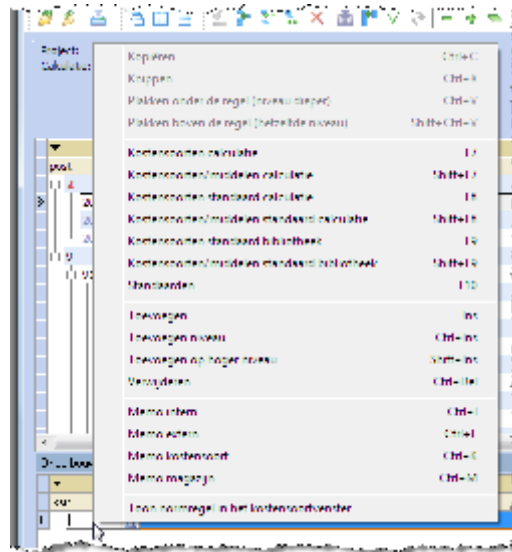 Project:
Calculatie:
Kopiëren Ctrl+C
Knippen Ctrl+X
Plakken onder de regel (niveau dieper) Ctrl+V
Plakken boven de regel (hetzelfde niveau) Shift+Ctrl+V
post
Kostensoorten calculatie F7
Kostensoorten/middelen calculatie Shift+F7
Kostensoorten standaard calculatie F8
Kostensoorten/middelen standaard calculatie Shift+F8
Kostensoorten standaard bibliotheek F9
Kostensoorten/middelen standaard bibliotheek Shift+F9
Standaarden F10
Toevoegen Ins
Toevoegen niveau Ctrl+Ins
Toevoegen op hoger niveau Shift+Ins
Verwijderen Ctrl+Del
Memo intern Ctrl+I
Memo extern Ctrl+E
Memo kostensoort Ctrl+K
Memo magazijn Ctrl+M
Toon normregel in het kostensoortvenster